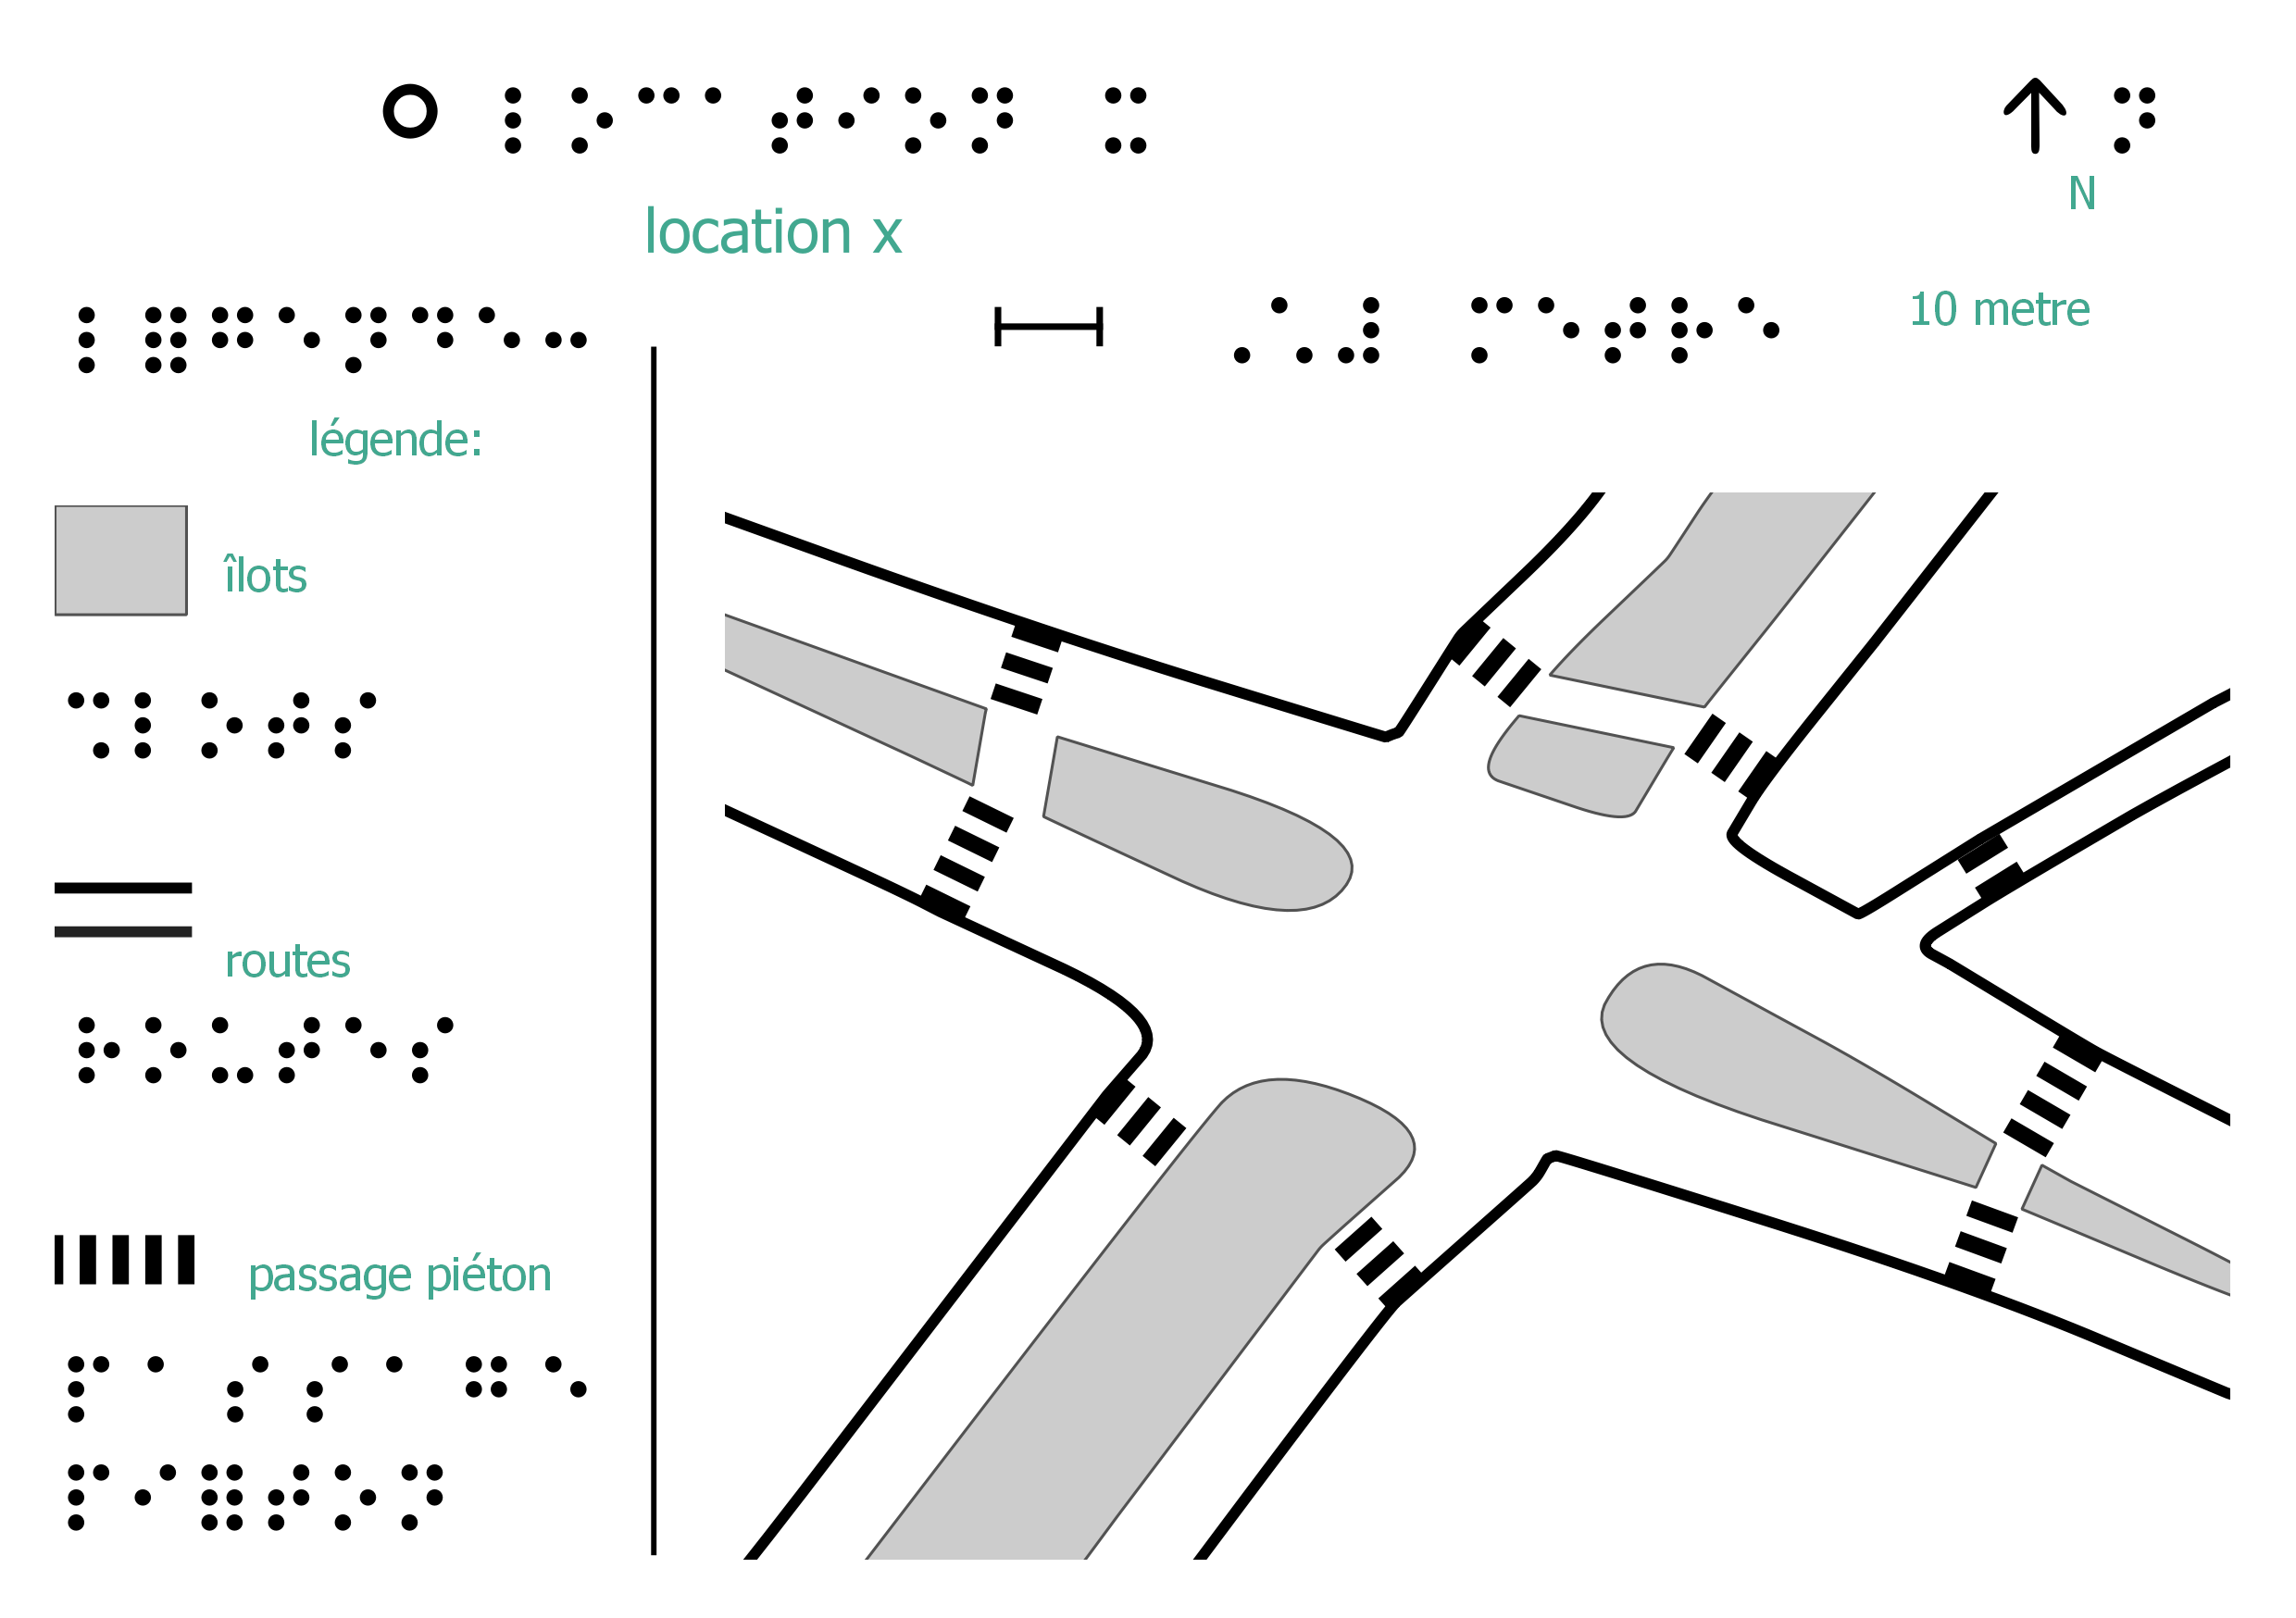 ⠇⠕⠉⠁⠞⠊⠕⠝ ⠭
location x
⠝
N
⠇⠿⠛⠑⠝⠙⠑⠒
légende:
⠠⠡⠼ ⠍⠑⠞⠗⠑
10 metre
îlots
⠩⠇⠕⠞⠎
routes
⠗⠕⠥⠞⠑⠎
passage piéton
⠏⠁⠎⠎⠁⠛⠑
⠏⠊⠿⠞⠕⠝